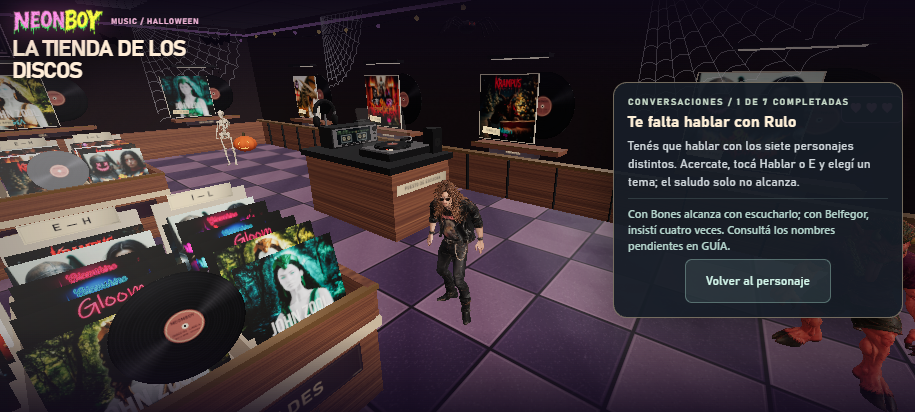 NEONBOY MUSIC / HALLOWEEN
LA TIENDA DE LOS
DISCOS
CONVERSACIONES / 1 DE 7 COMPLETADAS
Te falta hablar con Rulo
Tenés que hablar con los siete personajes
distintos. Acercate, tocá Hablar o E y elegí un
tema; el saludo solo no alcanza.
Con Bones alcanza con escucharlo; con Belfegor,
insistí cuatro veces. Consultá los nombres
pendientes en GUÍA.
Volver al personaje
KRAMPUS
E — H
I — L
Gloom
JOHN ZORN
DES